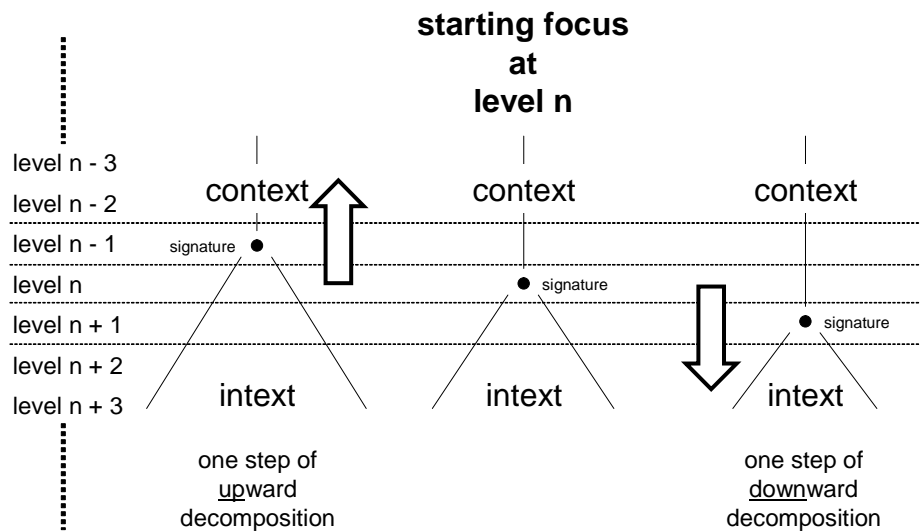 starting focus
at
level n
level n - 3
level n - 2
level n - 1
level n
level n + 1
level n + 2
level n + 3
context
context
context
signature
signature
signature
intext
intext
intext
one step of
upward
decomposition
one step of
downward
decomposition